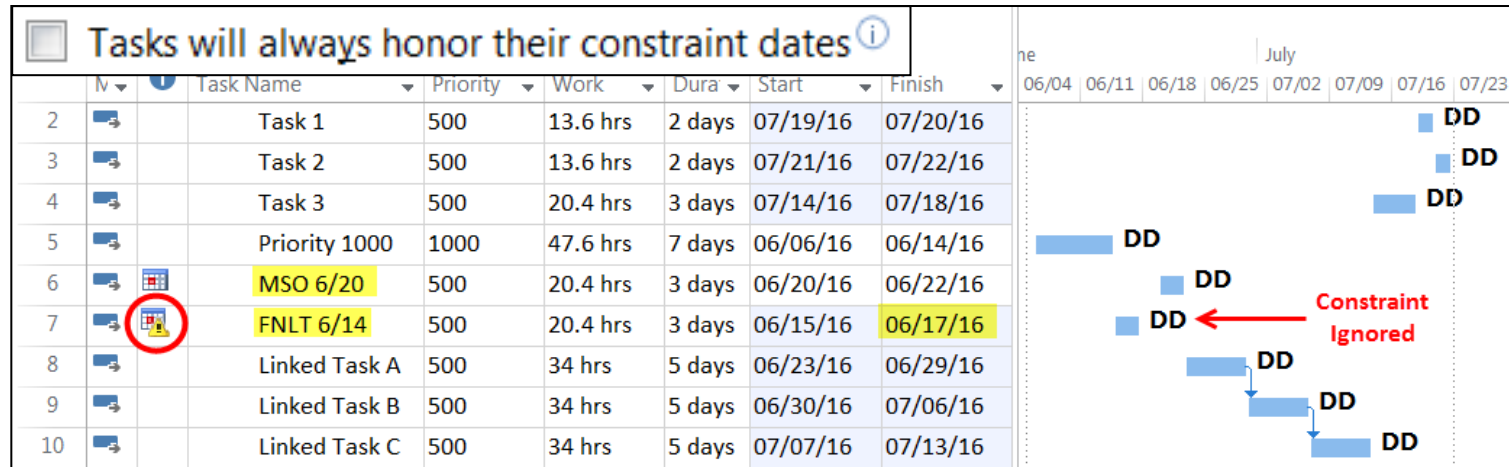 Tasks will always honor their constraint dates
ne July
M Task Name Priority Work Dura Start Finish 06/04 06/11 06/18 06/25 07/02 07/09 07/16 07/23
2 Task 1 500 13.6 hrs 2 days 07/19/16 07/20/16 DD
3 Task 2 500 13.6 hrs 2 days 07/21/16 07/22/16 DD
4 Task 3 500 20.4 hrs 3 days 07/14/16 07/18/16 DD
5 Priority 1000 1000 47.6 hrs 7 days 06/06/16 06/14/16 DD
6 MSO 6/20 500 20.4 hrs 3 days 06/20/16 06/22/16 DD
7 FNLT 6/14 500 20.4 hrs 3 days 06/15/16 06/17/16 DD Constraint
Ignored
8 Linked Task A 500 34 hrs 5 days 06/23/16 06/29/16 DD
9 Linked Task B 500 34 hrs 5 days 06/30/16 07/06/16 DD
10 Linked Task C 500 34 hrs 5 days 07/07/16 07/13/16 DD